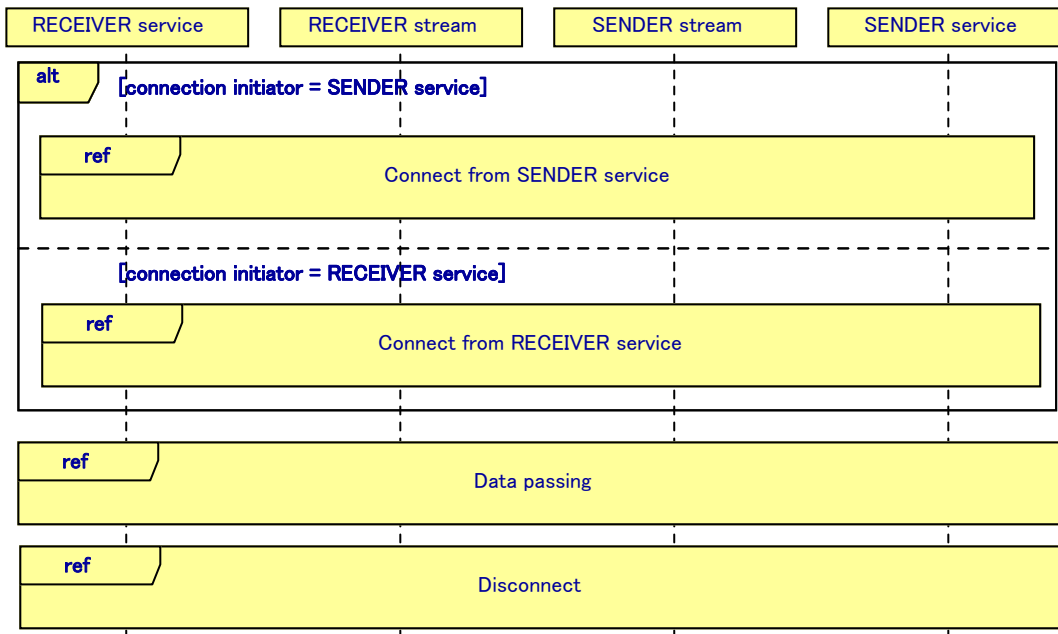 RECEIVER service
RECEIVER stream
SENDER stream
SENDER service
alt
[connection initiator = SENDER service]
ref
Connect from SENDER service
[connection initiator = RECEIVER service]
ref
Connect from RECEIVER service
ref
Data passing
ref
Disconnect